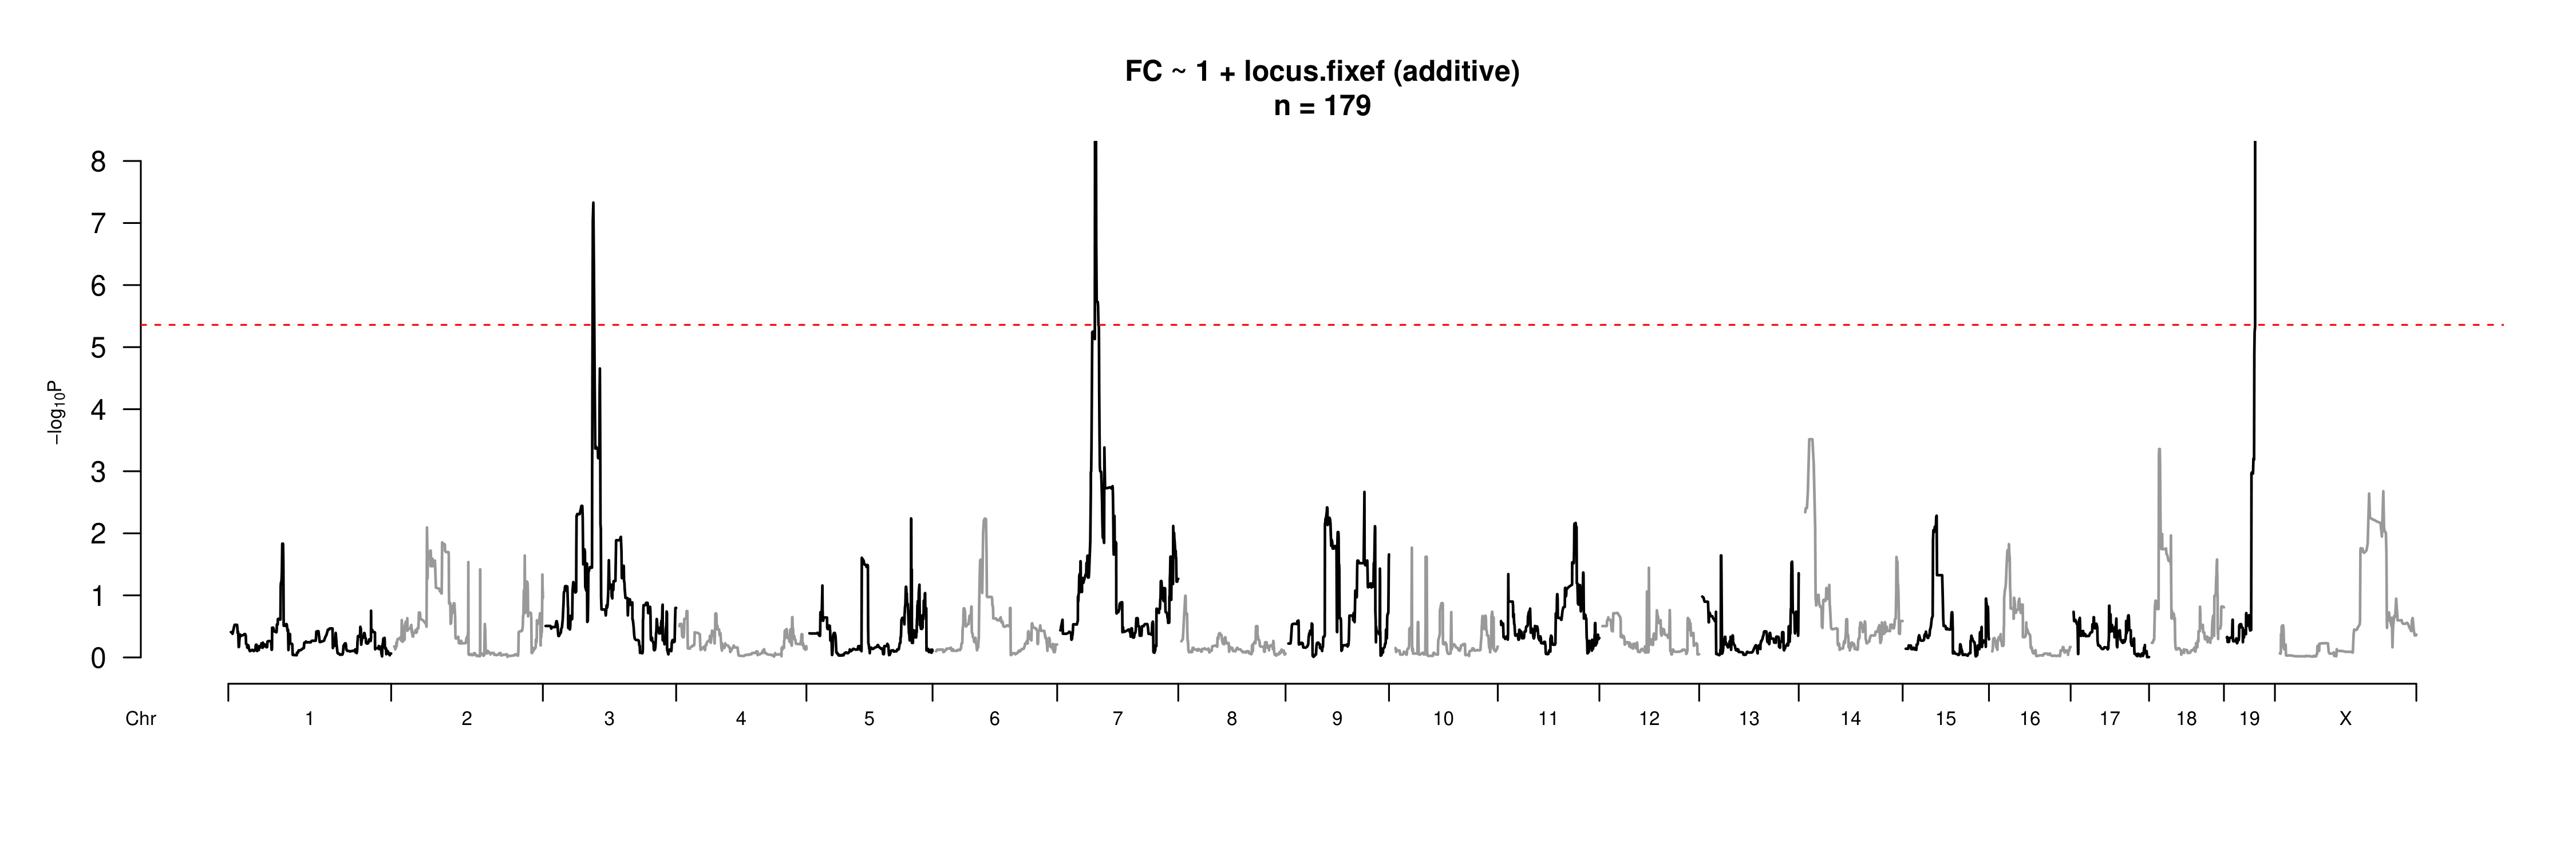 FC ~ 1 + locus.fixef (additive)
n = 179
8
7
6
5
4
3
2
1
0
−log10P
Chr 1 2 3 4 5 6 7 8 9 10 11 12 13 14 15 16 17 18 19 X